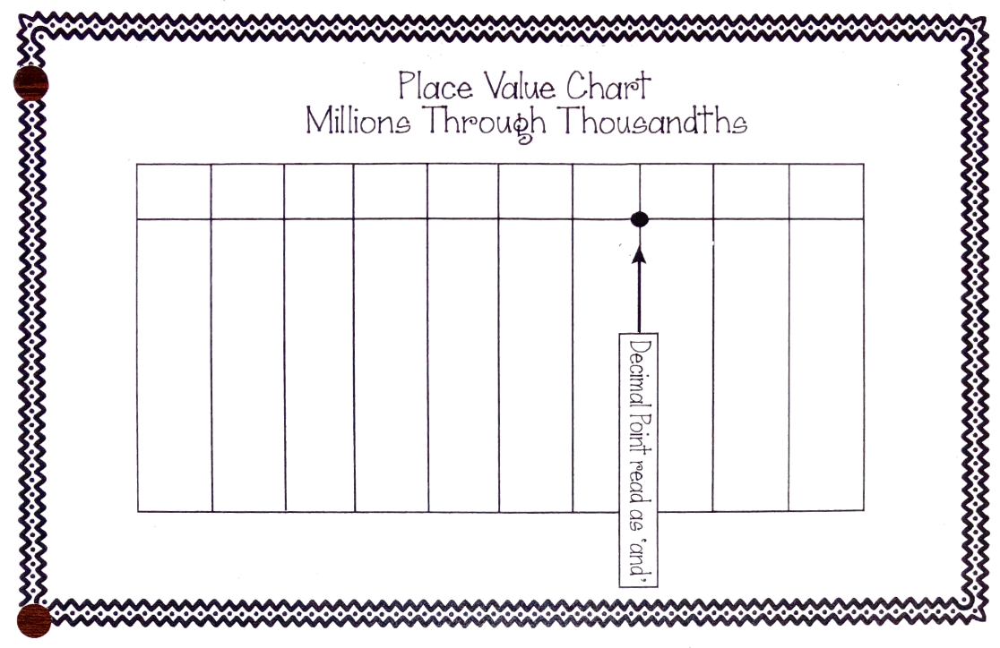 Place Value Chart
Millions Through Thousandths
Decimal Point read as 'and'